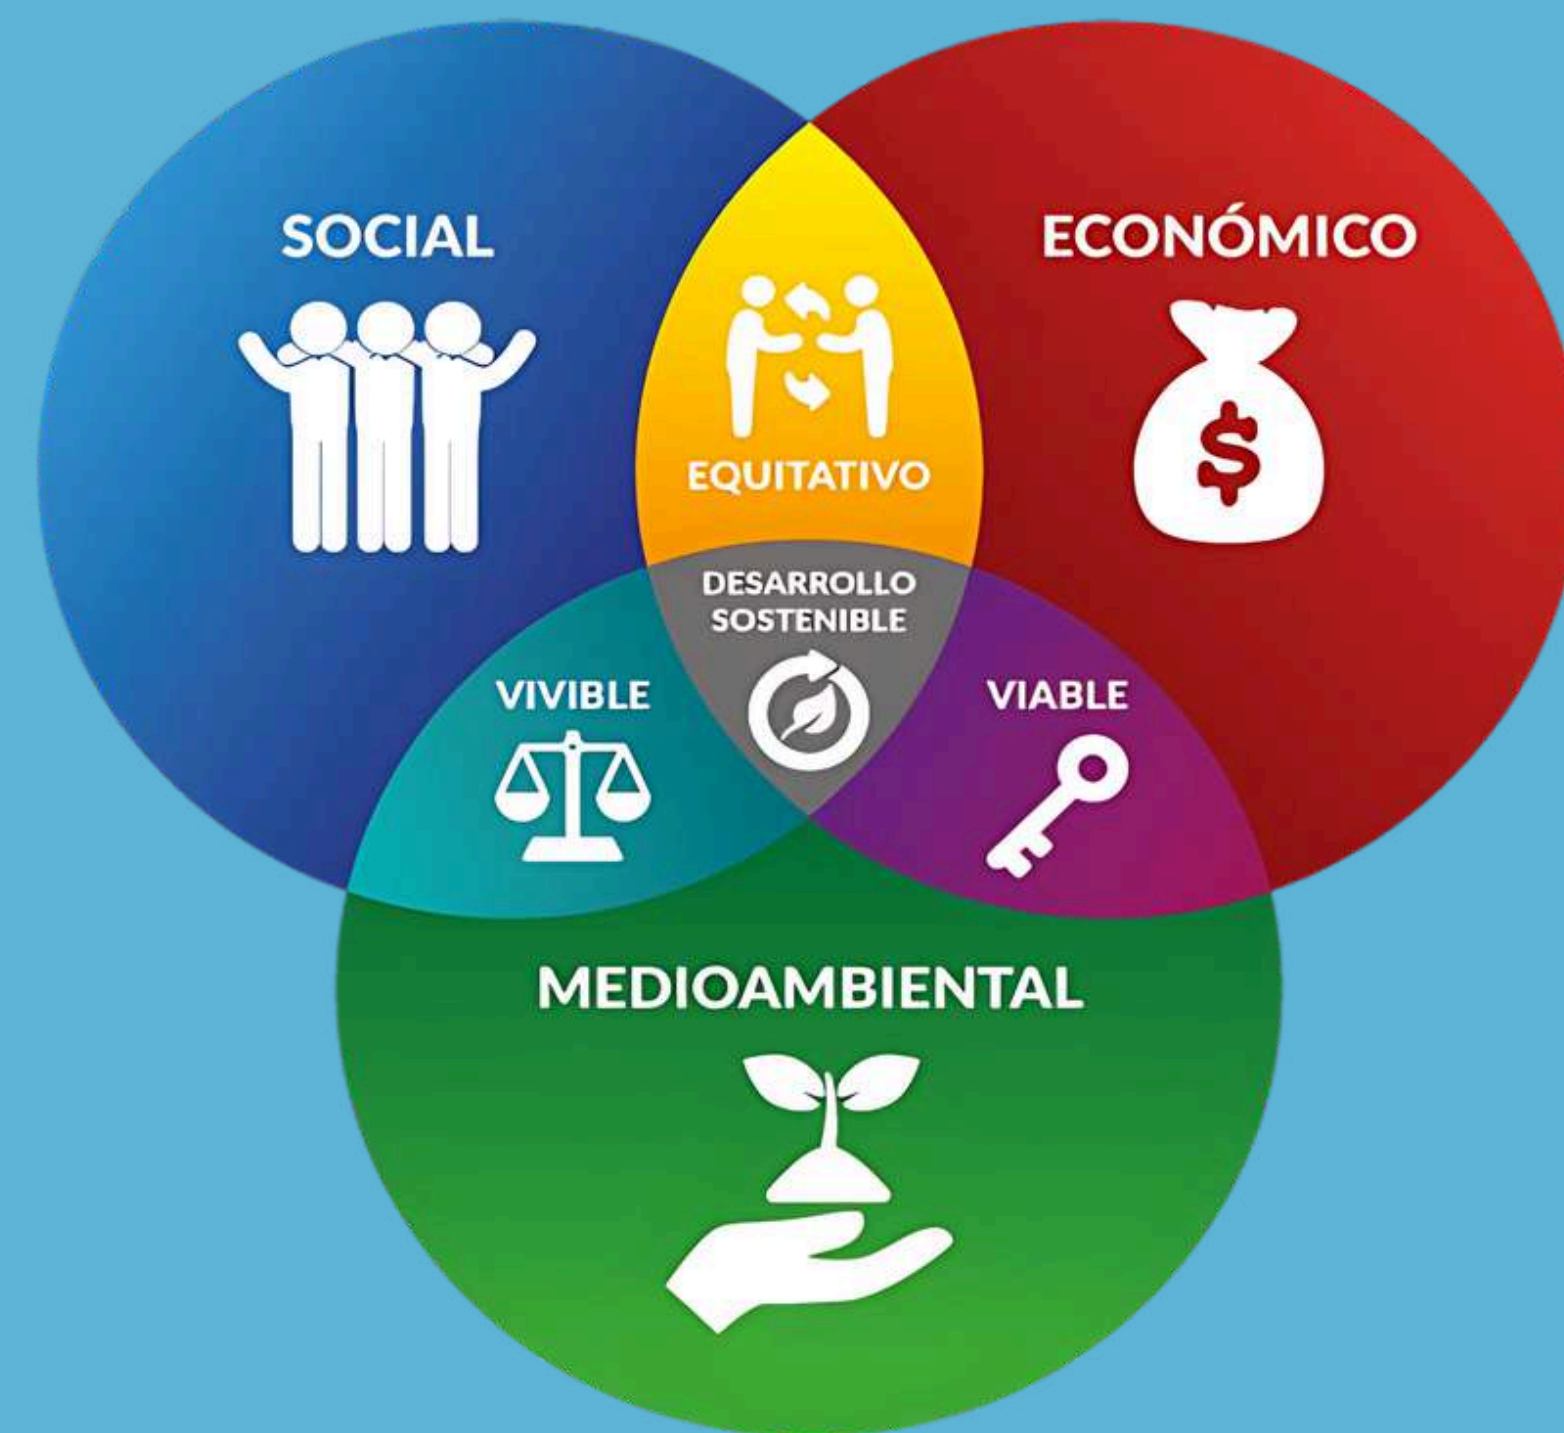 SOCIAL
ECONÓMICO
$
EQUITATIVO
DESARROLLO
SOSTENIBLE
VIVIBLE
VIABLE
MEDIOAMBIENTAL